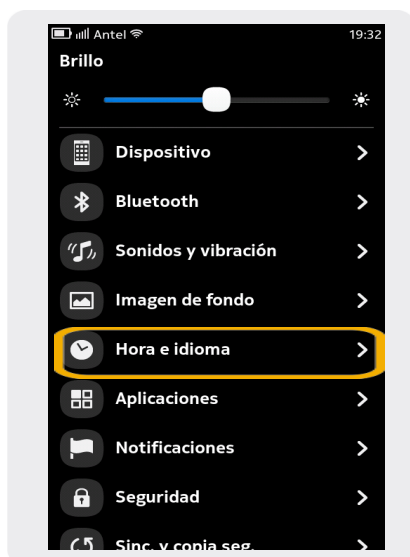 Antel 19:32
Brillo
Dispositivo
Bluetooth
Sonidos y vibración
Imagen de fondo
Hora e idioma
Aplicaciones
Notificaciones
Seguridad
Sinc. y copia seg.